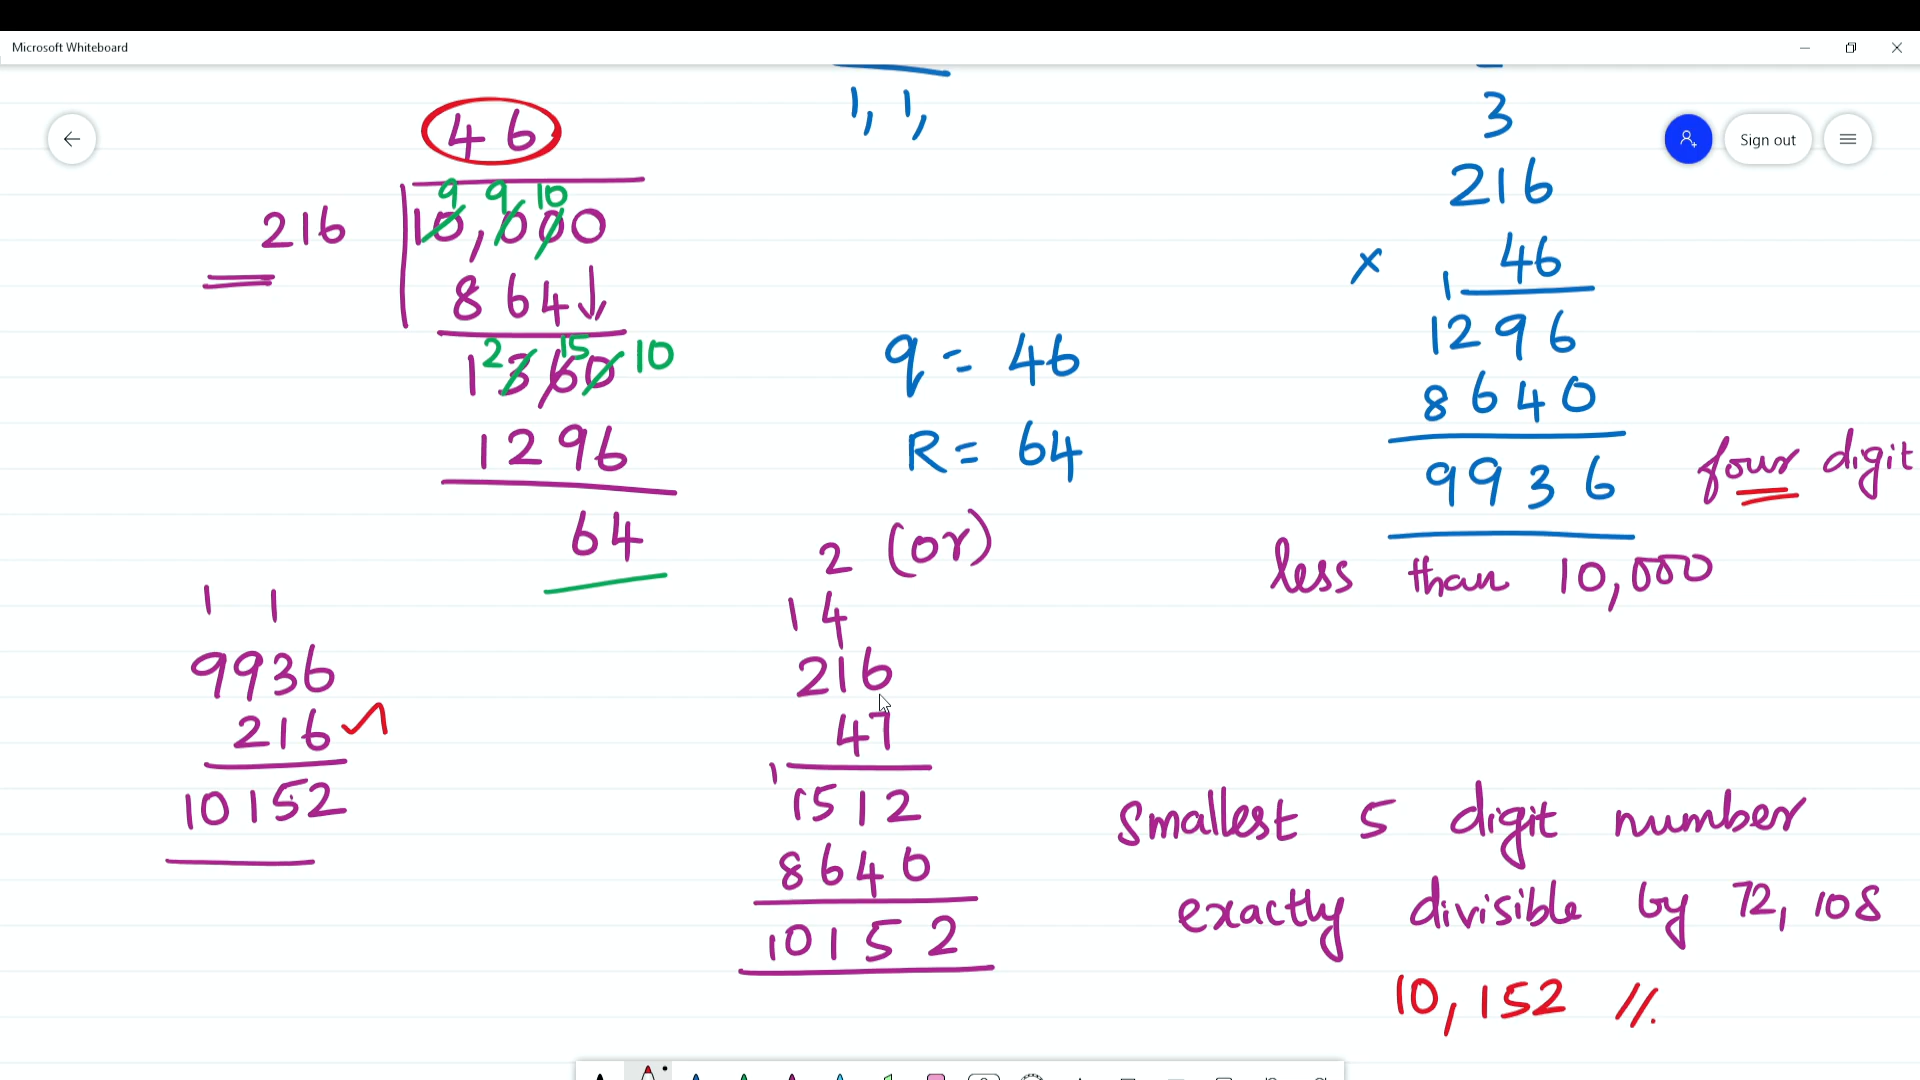 Microsoft Whiteboard
Sign out
1, 1,
46
9 9 10
216 10,000
864↓
2 15 10
1360
1296
64
q = 46
R = 64
3
216
× 46
1
1296
8640
9936
four digit
less than 10,000
1 1
9936
216
10152
2 (or)
1 4
216
47
1
1512
8640
10152
Smallest 5 digit number
exactly divisible by 72, 108
10,152 //.